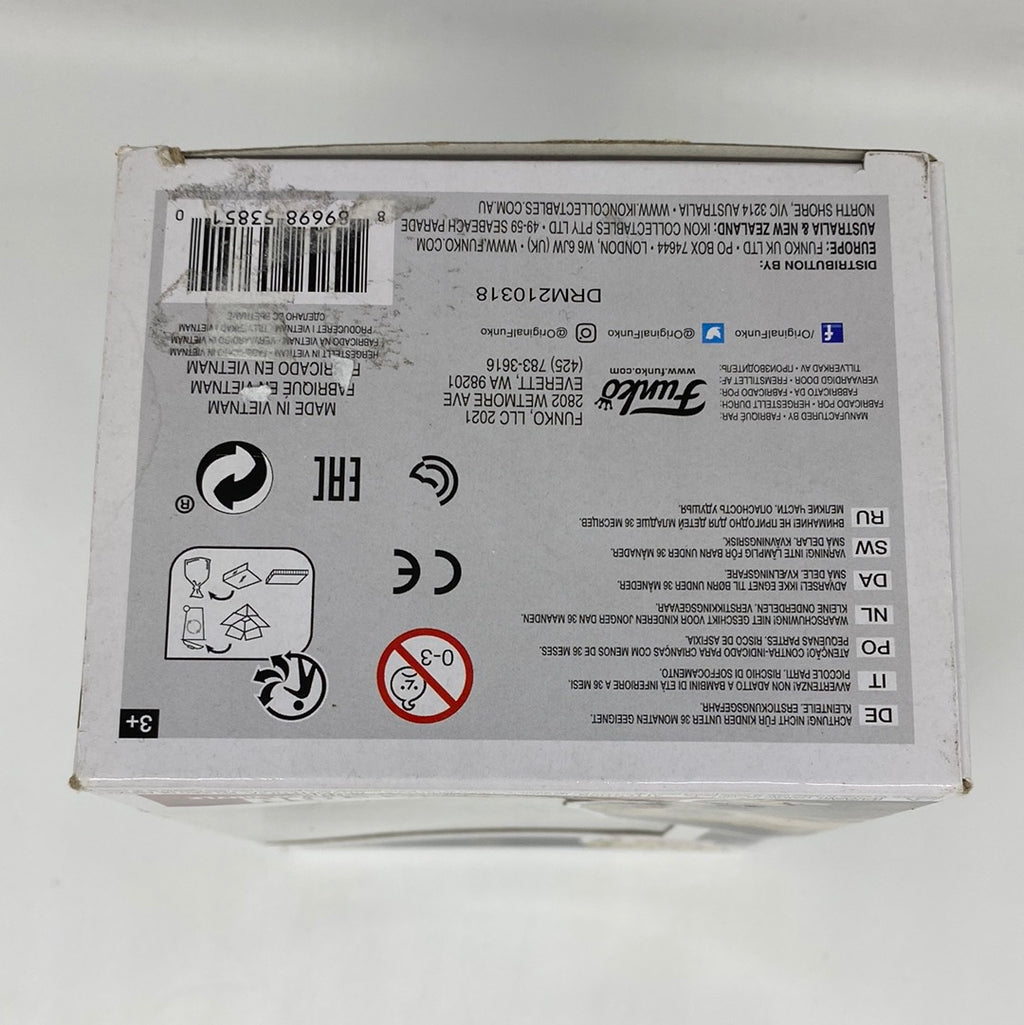 3+
DE
ACHTUNG! NICHT FÜR KINDER UNTER 36 MONATEN GEEIGNET.
KLEINTEILE. ERSTICKUNGSGEFAHR.
IT
AVVERTENZA! NON ADATTO A BAMBINI DI ETÀ INFERIORE A 36 MESI.
PICCOLE PARTI. RISCHIO DI SOFFOCAMENTO.
PO
ATENÇÃO! CONTRA-INDICADO PARA CRIANÇAS COM MENOS DE 36 MESES.
PEQUENAS PARTES. RISCO DE ASFIXIA.
NL
WAARSCHUWING! NIET GESCHIKT VOOR KINDEREN JONGER DAN 36 MAANDEN.
KLEINE ONDERDELEN. VERSTIKKINGSGEVAAR.
DA
ADVARSEL! IKKE EGNET TIL BØRN UNDER 36 MÅNEDER.
SMÅ DELE. KVÆLNINGSFARE.
SW
VARNING! INTE LÄMPLIG FÖR BARN UNDER 36 MÅNADER.
SMÅ DELAR. KVÄVNINGSRISK.
RU
ВНИМАНИЕ! НЕ ПРИГОДНО ДЛЯ ДЕТЕЙ МЛАДШЕ 36 МЕСЯЦЕВ.
МЕЛКИЕ ЧАСТИ. ОПАСНОСТЬ УДУШЬЯ.
0-3
CE
EAC
®
MANUFACTURED BY • FABRIQUÉ PAR:
FABRICADO POR • HERGESTELLT DURCH:
FABBRICATO DA • FABRICADO POR:
VERVAARDIGD DOOR • FREMSTILLET AF:
TILLVERKAD AV • ПРОИЗВОДИТЕЛЬ:
Funko
www.funko.com
FUNKO, LLC 2021
2802 WETMORE AVE
EVERETT, WA 98201
(425) 783-3616
MADE IN VIETNAM
FABRIQUÉ EN VIETNAM
F RICADO EN VIETNAM
HERGESTELLT IN VIETNAM
FABRICADO NA VIETNAM
PRODUCERET I VIETNAM
СДЕЛАНО
/OriginalFunko
@OriginalFunko
@OriginalFunko
DRM210318
DISTRIBUTION BY:
EUROPE: FUNKO UK LTD • PO BOX 74644 • LONDON, W6 6JW (UK) • WWW.FUNKO.COM
AUSTRALIA & NEW ZEALAND: IKON COLLECTABLES PTY LTD • 49-59 SEABEACH PARADE
NORTH SHORE, VIC 3214 AUSTRALIA • WWW.IKONCOLLECTABLES.COM.AU
8 89698 53851 0